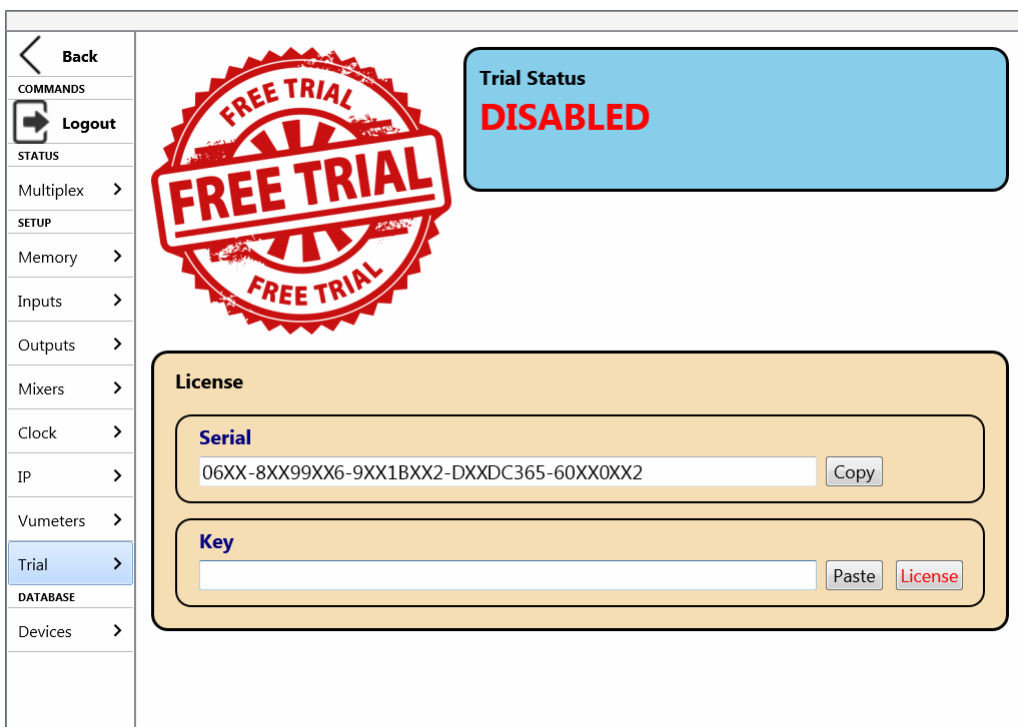 Back
COMMANDS
Logout
STATUS
Multiplex
SETUP
Memory
Inputs
Outputs
Mixers
Clock
IP
Vumeters
Trial
DATABASE
Devices
FREE TRIAL
FREE TRIAL
FREE TRIAL
Trial Status
DISABLED
License
Serial
06XX-8XX99XX6-9XX1BXX2-DXXDC365-60XX0XX2 Copy
Key
Paste License